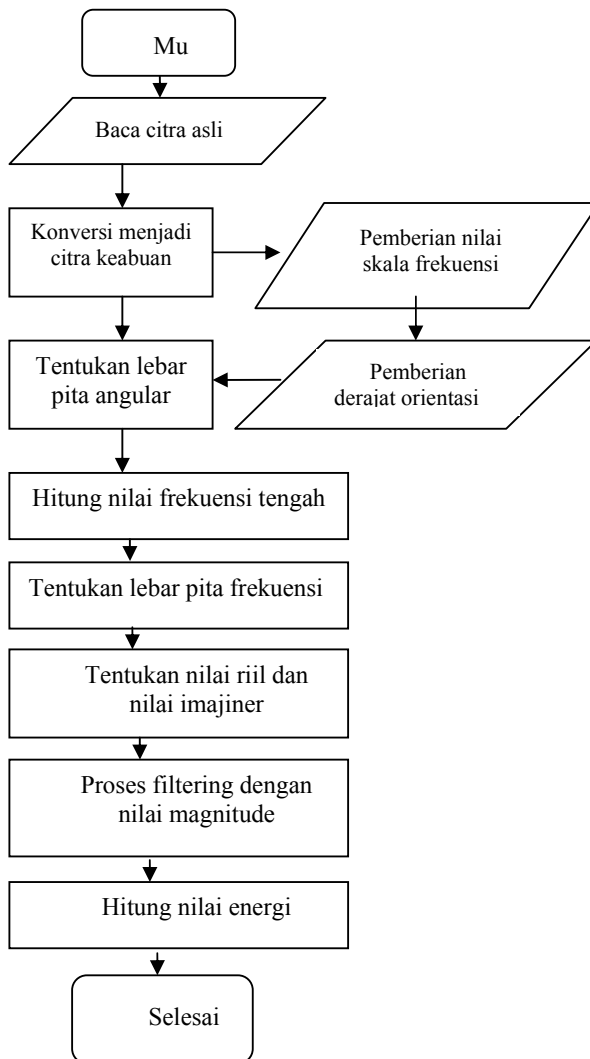 Mu
Baca citra asli
Konversi menjadi
citra keabuan
Pemberian nilai
skala frekuensi
Tentukan lebar
pita angular
Pemberian
derajat orientasi
Hitung nilai frekuensi tengah
Tentukan lebar pita frekuensi
Tentukan nilai riil dan
nilai imajiner
Proses filtering dengan
nilai magnitude
Hitung nilai energi
Selesai